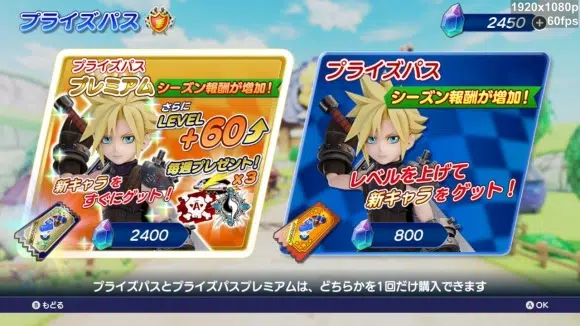 プライズパス
2450
1920x1080p
60fps
プライズパス
プレミアム
シーズン報酬が増加!
さらに
LEVEL
+60
毎週プレゼント!
x3
新キャラを
すぐにゲット!
2400
プライズパス
シーズン報酬が増加!
レベルを上げて
新キャラをゲット!
800
プライズパスとプライズパスプレミアムは、どちらかを1回だけ購入できます
B もどる
A OK